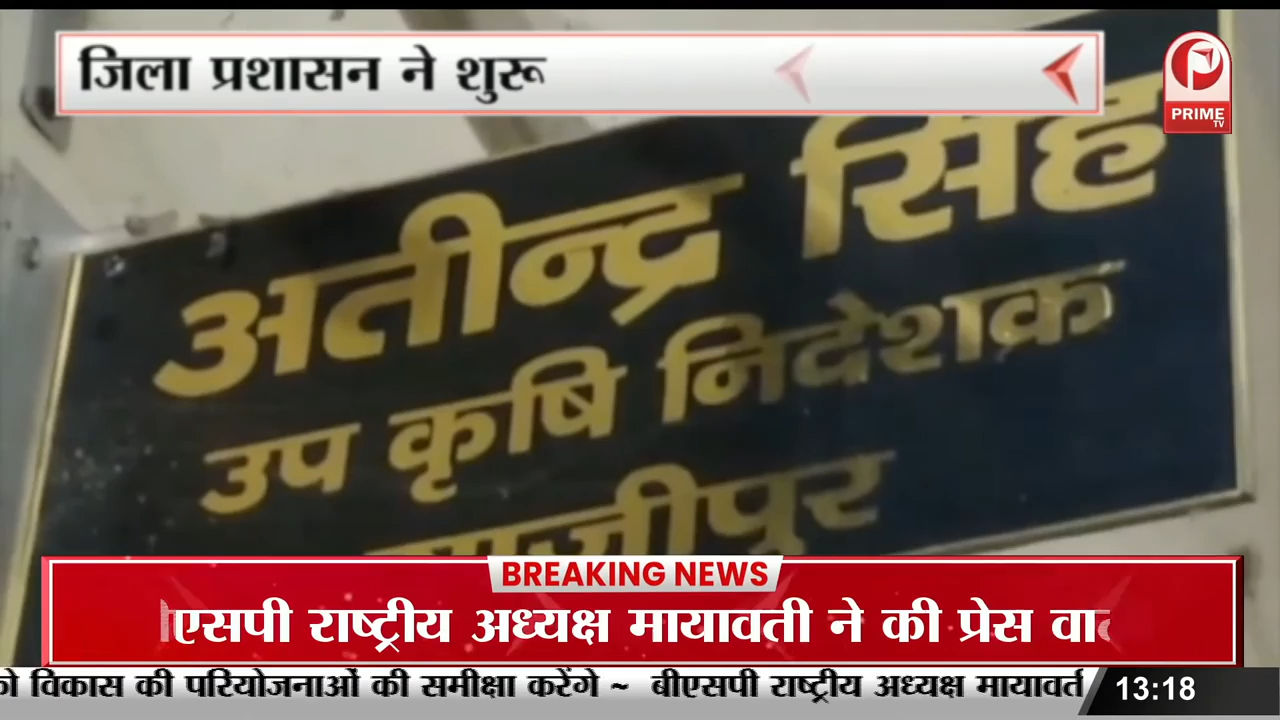 जिला प्रशासन ने शुरू
PRIME
TV
अतीन्द्र सिंह
उप कृषि निदेशक
BREAKING NEWS
राष्ट्रीय अध्यक्ष मायावती ने की प्रेस
विकास की परियोजनाओं की समीक्षा करेंगे ~ बीएसपी राष्ट्रीय अध्यक्ष
13:18